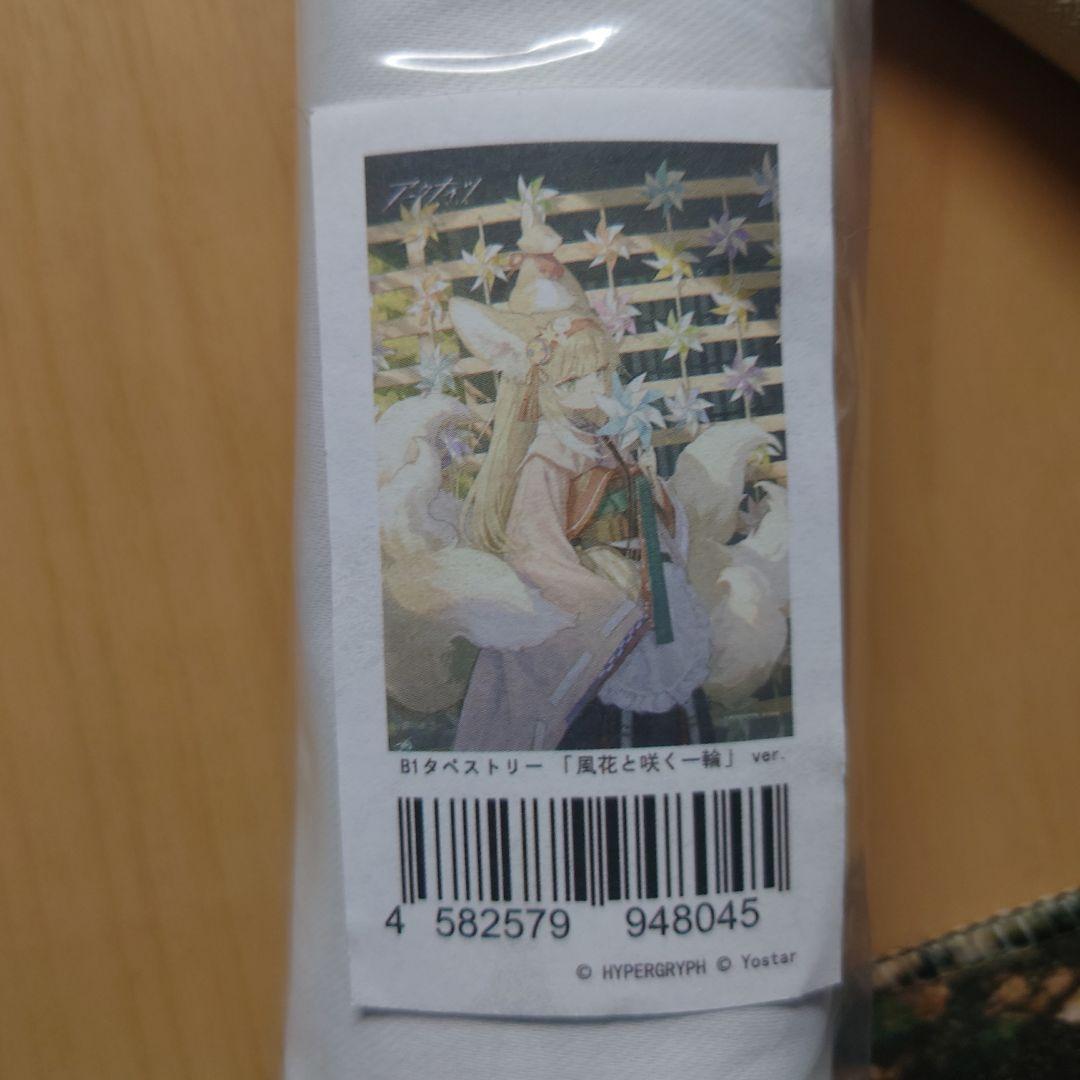 アークナイツ
B1タペストリー 「風花と咲く一輪」 ver.
4 582579 948045
© HYPERGRYPH © Yostar